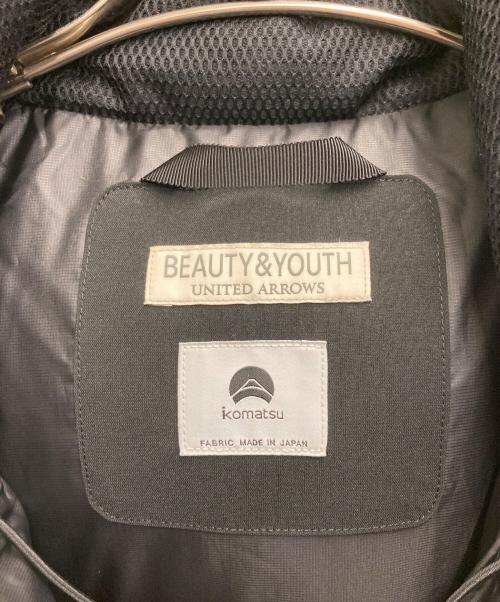 BEAUTY&YOUTH
UNITED ARROWS
komatsu
FABRIC MADE IN JAPAN